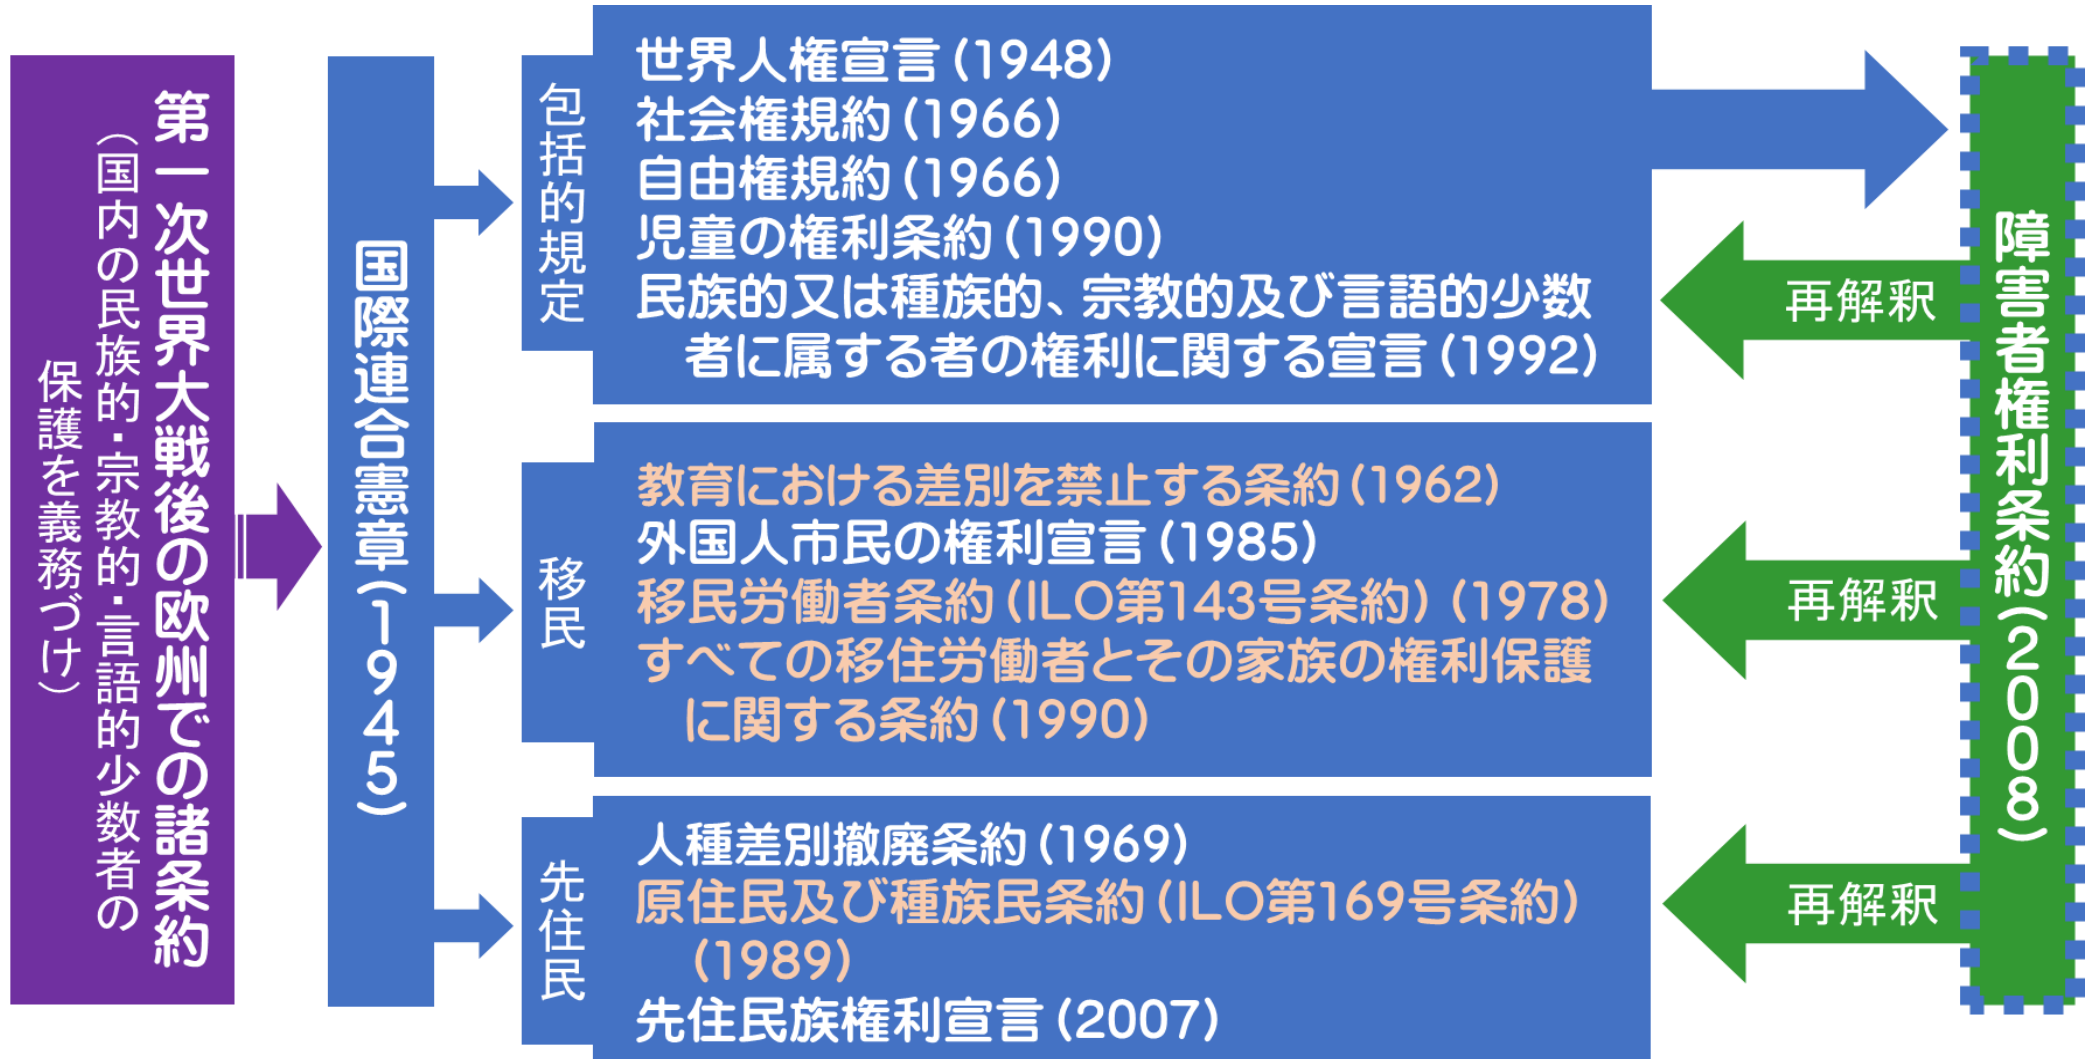 第一次世界大戦後の欧州での諸条約
（国内の民族的・宗教的・言語的少数者の
保護を義務づけ）
国際連合憲章(1945)
包括的規定
世界人権宣言(1948)
社会権規約(1966)
自由権規約(1966)
児童の権利条約(1990)
民族的又は種族的、宗教的及び言語的少数
者に属する者の権利に関する宣言(1992)
移民
教育における差別を禁止する条約(1962)
外国人市民の権利宣言(1985)
移民労働者条約(ILO第143号条約) (1978)
すべての移住労働者とその家族の権利保護
に関する条約(1990)
先住民
人種差別撤廃条約(1969)
原住民及び種族民条約(ILO第169号条約)
(1989)
先住民族権利宣言(2007)
再解釈
再解釈
再解釈
障害者権利条約(2008)